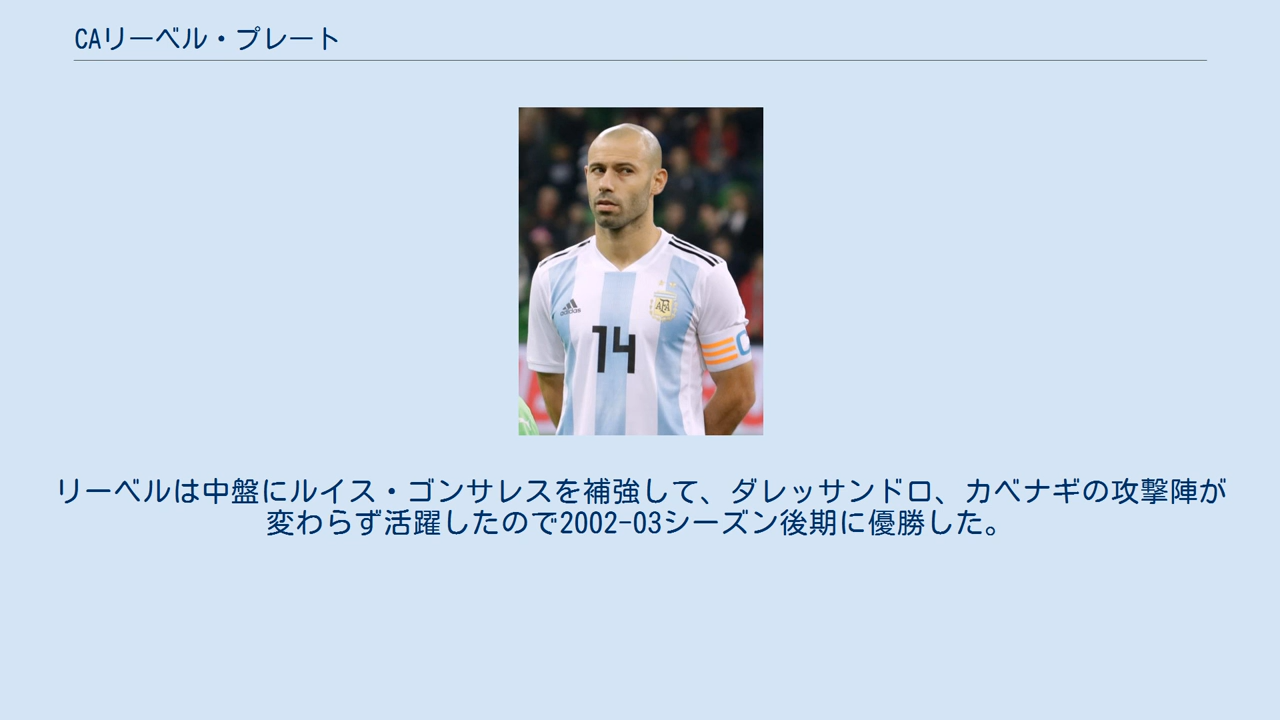 CAリーベル・プレート
adidas
AFA
14
C
リーベルは中盤にルイス・ゴンサレスを補強して、ダレッサンドロ、カベナギの攻撃陣が
変わらず活躍したので2002-03シーズン後期に優勝した。